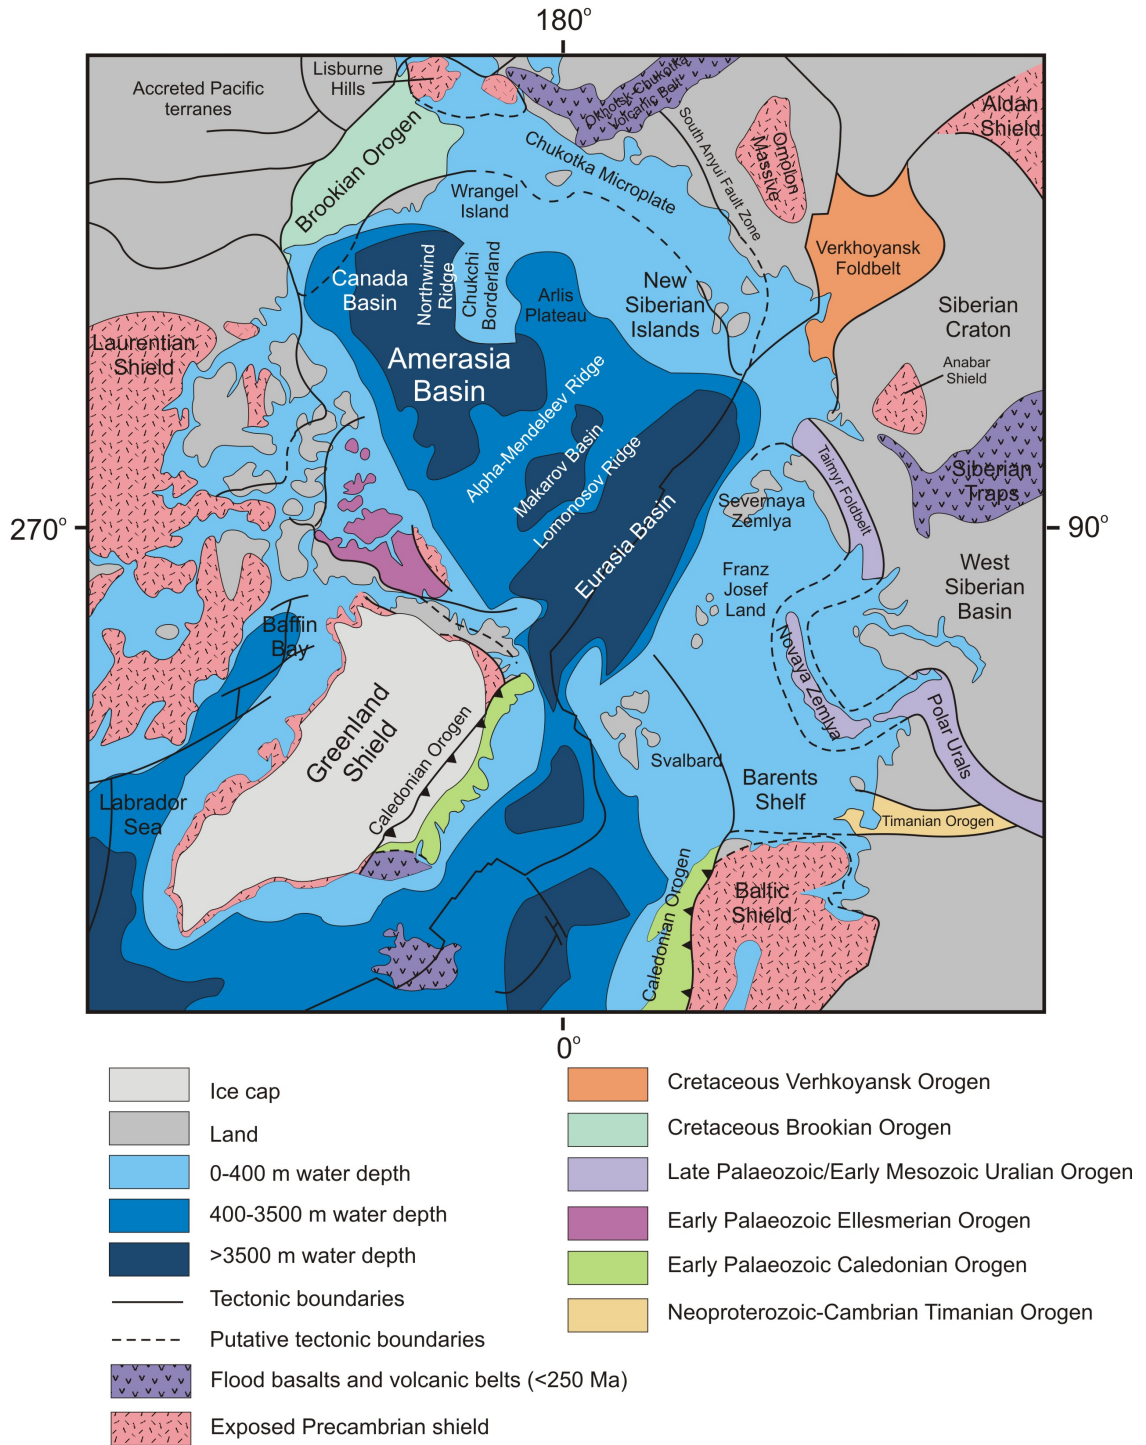 180°
Accreted Pacific
terranes
Lisburne
Hills
Okhotsk-Chukotka
Volcanic Belt
Aldan
Shield
Brookian Orogen
Chukotka Microplate
South Anyui Fault Zone
Omolon
Massive
Wrangel
Island
Verkhoyansk
Foldbelt
Canada
Basin
Northwind
Ridge
Chukchi
Borderland
Arlis
Plateau
New
Siberian
Islands
Siberian
Craton
Laurentian
Shield
Amerasia
Basin
Anabar
Shield
Alpha-Mendeleev Ridge
Makarov Basin
Lomonosov Ridge
Eurasia Basin
Severnaya
Zemlya
Taimyr Foldbelt
Siberian
Traps
270°
90°
Franz
Josef
Land
West
Siberian
Basin
Baffin
Bay
Novaya Zemlya
Greenland
Shield
Caledonian Orogen
Svalbard
Barents
Shelf
Polar Urals
Labrador
Sea
Timanian Orogen
Caledonian Orogen
Baltic
Shield
0°
Ice cap
Land
0-400 m water depth
400-3500 m water depth
>3500 m water depth
Tectonic boundaries
Putative tectonic boundaries
Flood basalts and volcanic belts (<250 Ma)
Exposed Precambrian shield
Cretaceous Verhkoyansk Orogen
Cretaceous Brookian Orogen
Late Palaeozoic/Early Mesozoic Uralian Orogen
Early Palaeozoic Ellesmerian Orogen
Early Palaeozoic Caledonian Orogen
Neoproterozoic-Cambrian Timanian Orogen